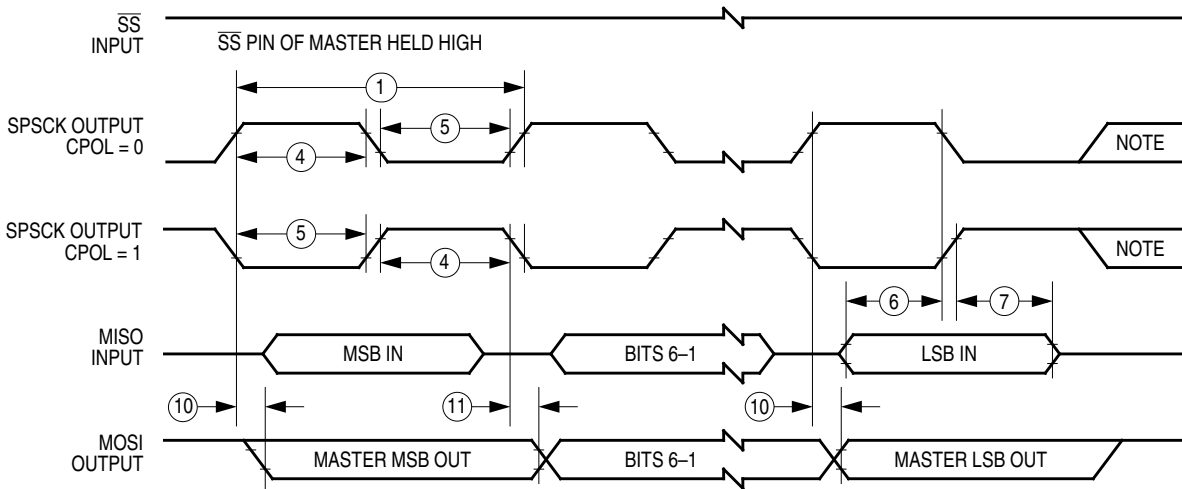 S̅S̅
INPUT
S̅S̅ PIN OF MASTER HELD HIGH
1
SPSCK OUTPUT
CPOL = 0
5
NOTE
4
SPSCK OUTPUT
CPOL = 1
5
NOTE
4
6
7
MISO
INPUT
MSB IN
BITS 6–1
LSB IN
10
11
10
MOSI
OUTPUT
MASTER MSB OUT
BITS 6–1
MASTER LSB OUT